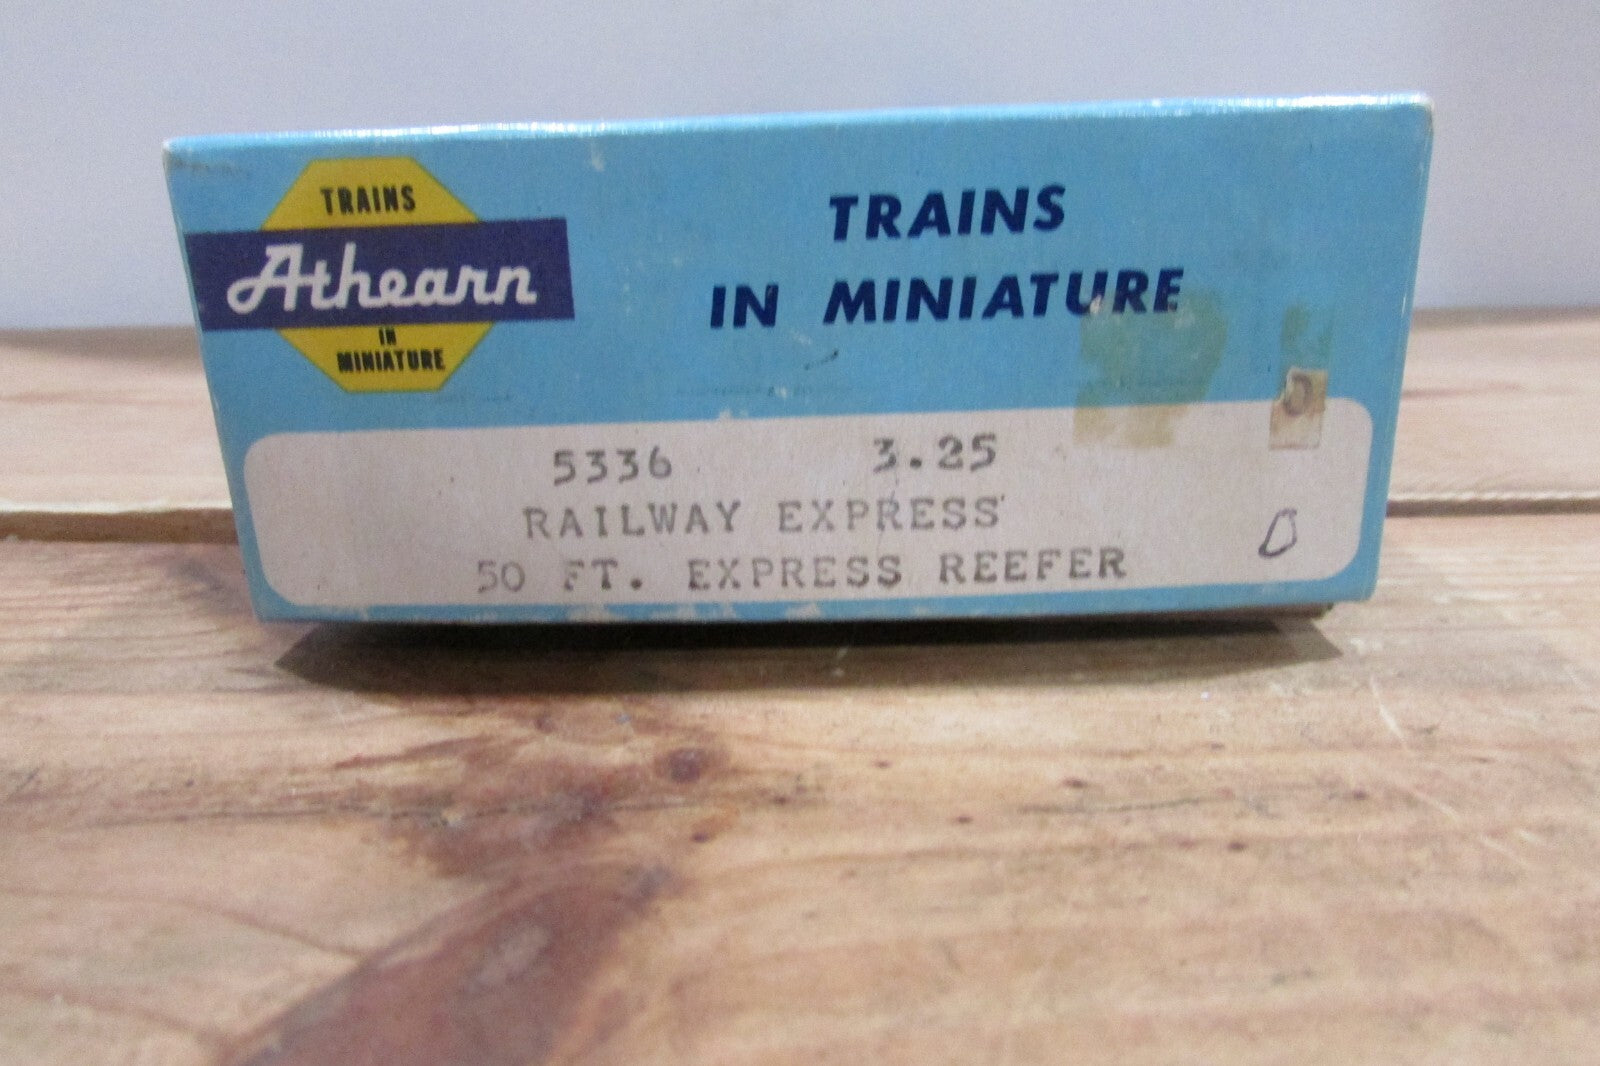 TRAINS
Athearn
IN
MINIATURE
TRAINS
IN MINIATURE
5336 3.25
RAILWAY EXPRESS
50 FT. EXPRESS REEFER